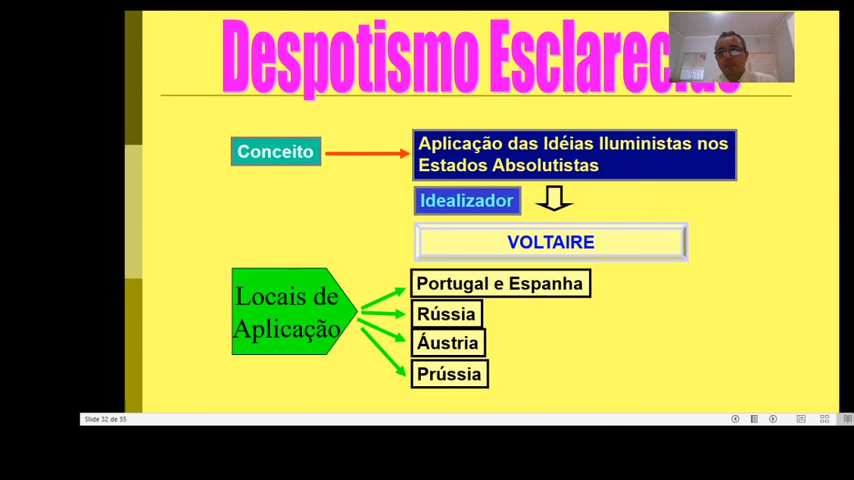 Despotismo Esclarecido
Conceito
Aplicação das Idéias Iluministas nos
Estados Absolutistas
Idealizador
VOLTAIRE
Locais de
Aplicação
Portugal e Espanha
Rússia
Áustria
Prússia
Slide 32 de 55